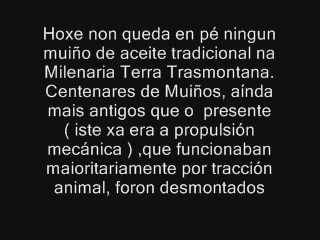 Hoxe non queda en pé ningun
muiño de aceite tradicional na
Milenaria Terra Trasmontana.
Centenares de Muiños, aínda
mais antigos que o  presente
( iste xa era a propulsión
mecánica ) ,que funcionaban
maioritariamente por tracción
animal, foron desmontados